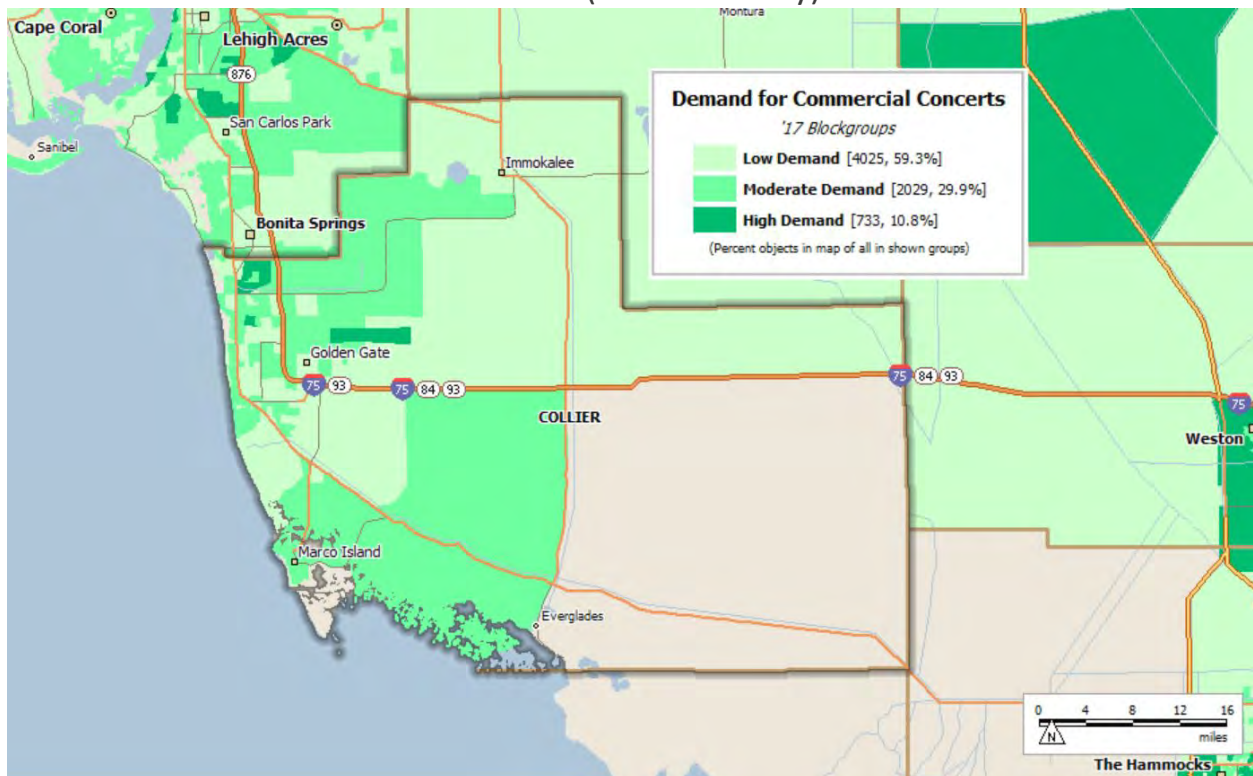 Montura
Cape Coral
Lehigh Acres
876
San Carlos Park
Sanibel
Immokalee
Bonita Springs
Demand for Commercial Concerts
'17 Blockgroups
Low Demand [4025, 59.3%]
Moderate Demand [2029, 29.9%]
High Demand [733, 10.8%]
(Percent objects in map of all in shown groups)
Golden Gate
75 93
75 84 93
75 84 93
75
COLLIER
Weston
Marco Island
Everglades
0 4 8 12 16
N
miles
The Hammocks